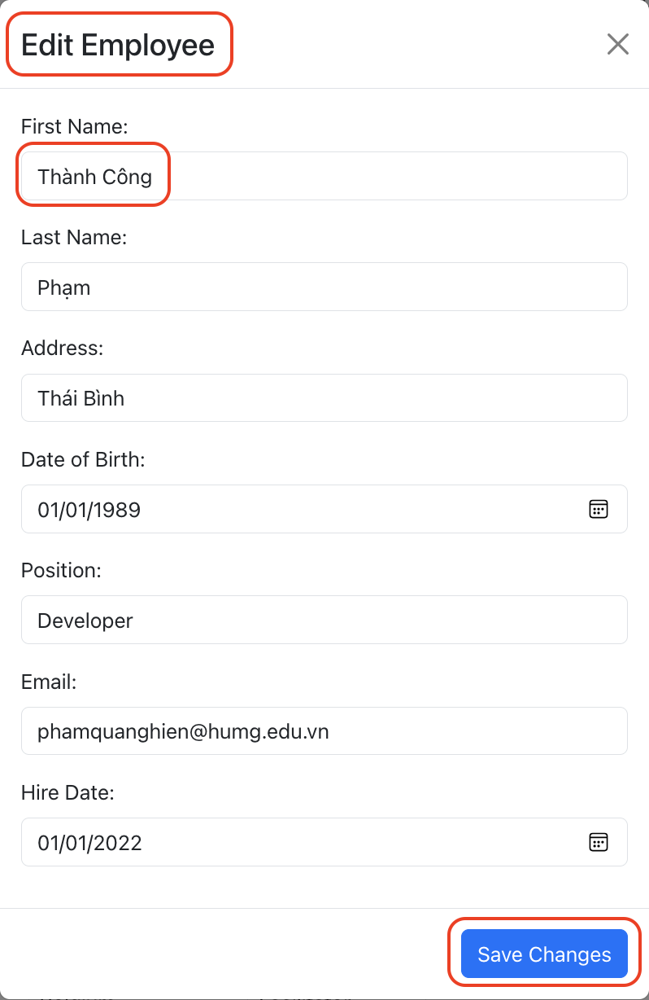 Edit Employee
First Name:
Thành Công
Last Name:
Phạm
Address:
Thái Bình
Date of Birth:
01/01/1989
Position:
Developer
Email:
phamquanghien@humg.edu.vn
Hire Date:
01/01/2022
Save Changes